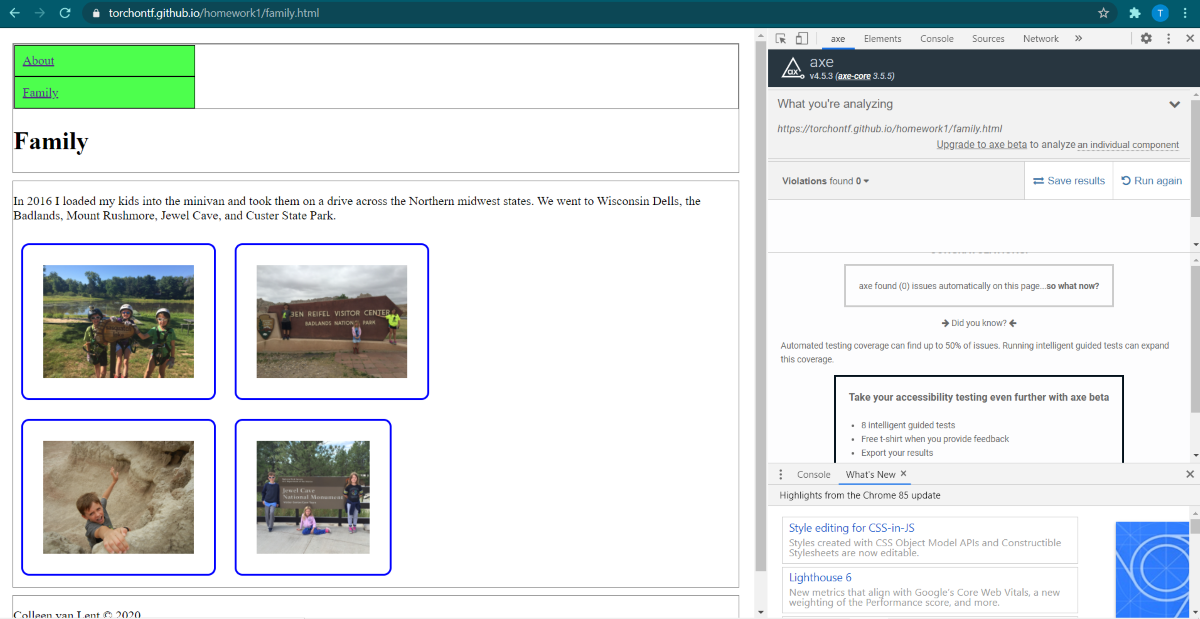 torchontf.github.io/homework1/family.html
T
About
Family
Family
In 2016 I loaded my kids into the minivan and took them on a drive across the Northern midwest states. We went to Wisconsin Dells, the
Badlands, Mount Rushmore, Jewel Cave, and Custer State Park.
BEN REIFEL VISITOR CENTER
BADLANDS NATIONAL PARK
Jewel Cave
National Monument
Colleen van Lent © 2020
axe
Elements
Console
Sources
Network
»
ax
axe
v4.5.3 (axe-core 3.5.5)
What you're analyzing
https://torchontf.github.io/homework1/family.html
Upgrade to axe beta to analyze an individual component
Violations found 0
Save results
Run again
axe found (0) issues automatically on this page...so what now?
Did you know?
Automated testing coverage can find up to 50% of issues. Running intelligent guided tests can expand
this coverage.
Take your accessibility testing even further with axe beta
• 8 intelligent guided tests
• Free t-shirt when you provide feedback
• Export your results
Console
What's New
Highlights from the Chrome 85 update
Style editing for CSS-in-JS
Styles created with CSS Object Model APIs and Constructible
Stylesheets are now editable.
Lighthouse 6
New metrics that align with Google's Core Web Vitals, a new
weighting of the Performance score, and more.